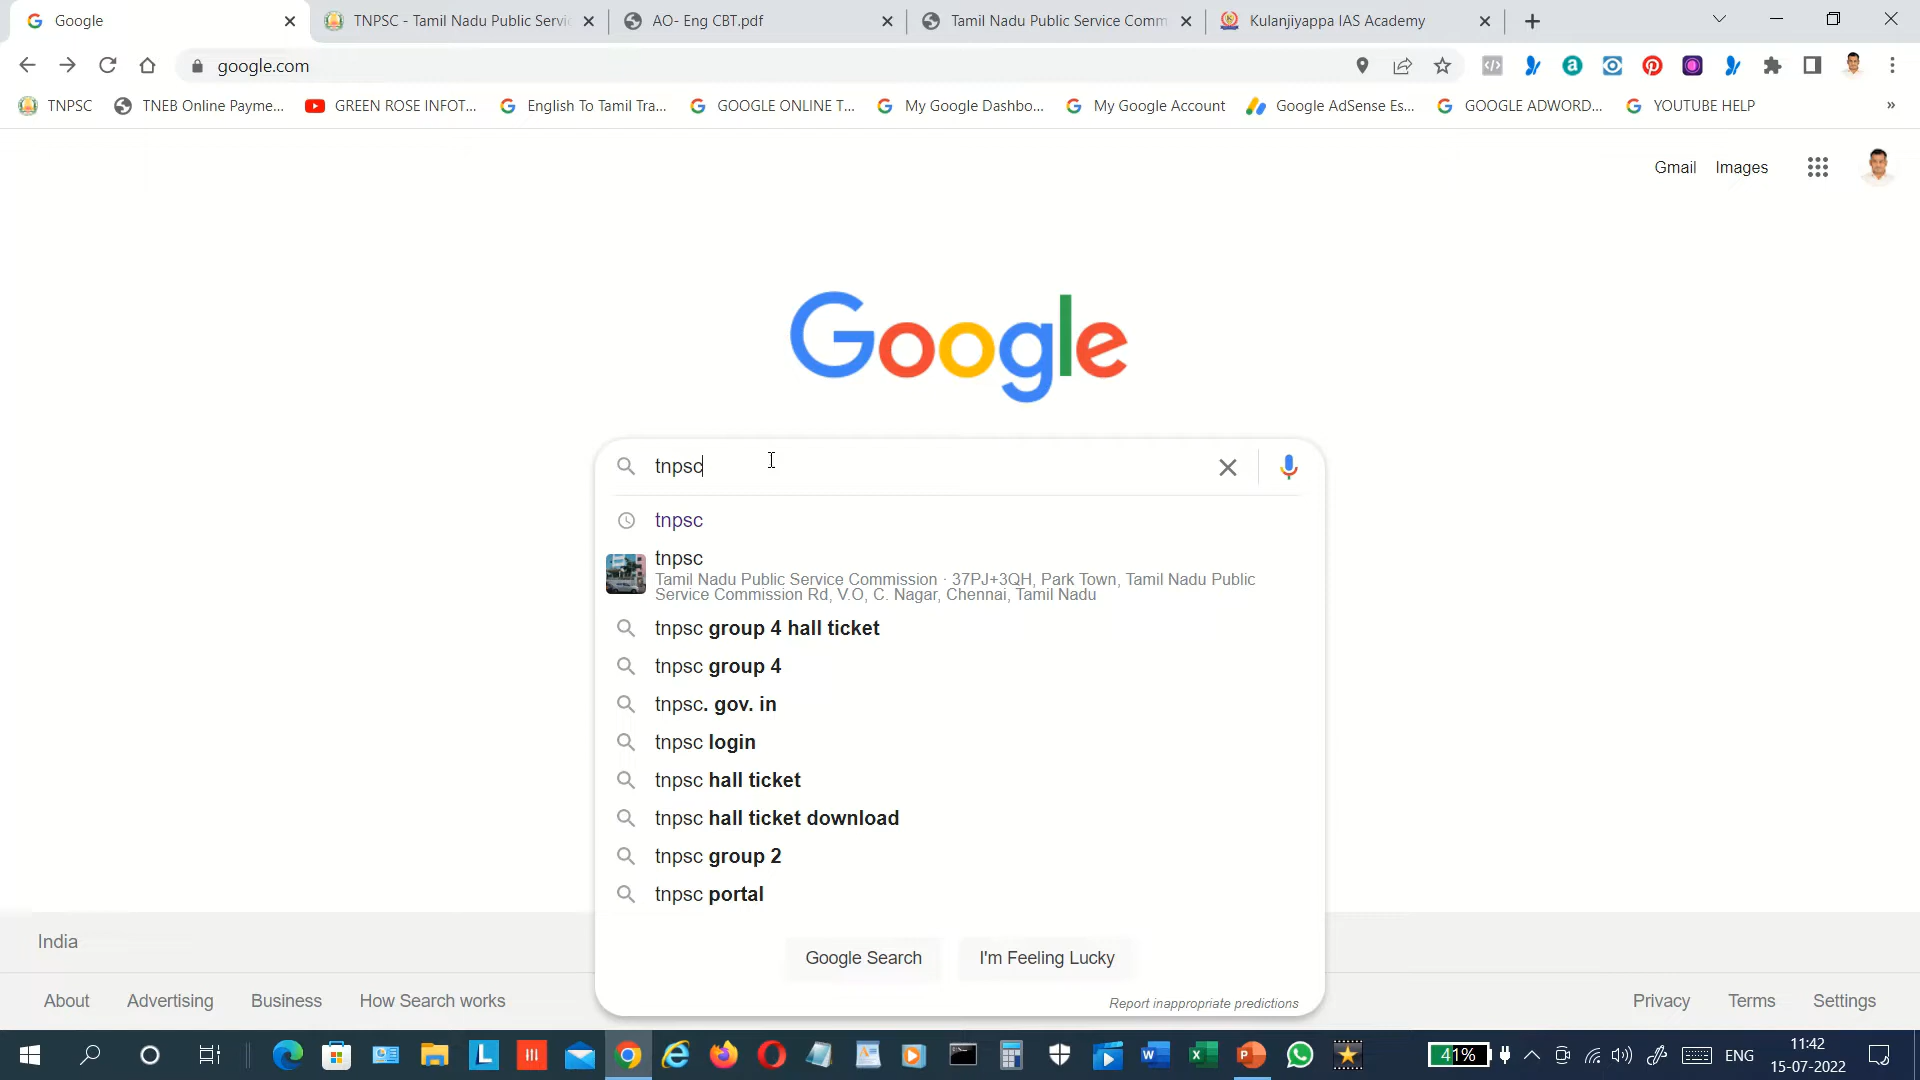 Google
TNPSC - Tamil Nadu Public Servic
AO- Eng CBT.pdf
Tamil Nadu Public Service Comm
Kulanjiyappa IAS Academy
google.com
TNPSC
TNEB Online Payme...
GREEN ROSE INFOT...
English To Tamil Tra...
GOOGLE ONLINE T...
My Google Dashbo...
My Google Account
Google AdSense Es...
GOOGLE ADWORD...
YOUTUBE HELP
»
Gmail
Images
Google
tnpsc
tnpsc
tnpsc
Tamil Nadu Public Service Commission · 37PJ+3QH, Park Town, Tamil Nadu Public
Service Commission Rd, V.O, C. Nagar, Chennai, Tamil Nadu
tnpsc group 4 hall ticket
tnpsc group 4
tnpsc. gov. in
tnpsc login
tnpsc hall ticket
tnpsc hall ticket download
tnpsc group 2
tnpsc portal
Google Search
I'm Feeling Lucky
Report inappropriate predictions
India
About
Advertising
Business
How Search works
Privacy
Terms
Settings
41%
ENG
11:42
15-07-2022